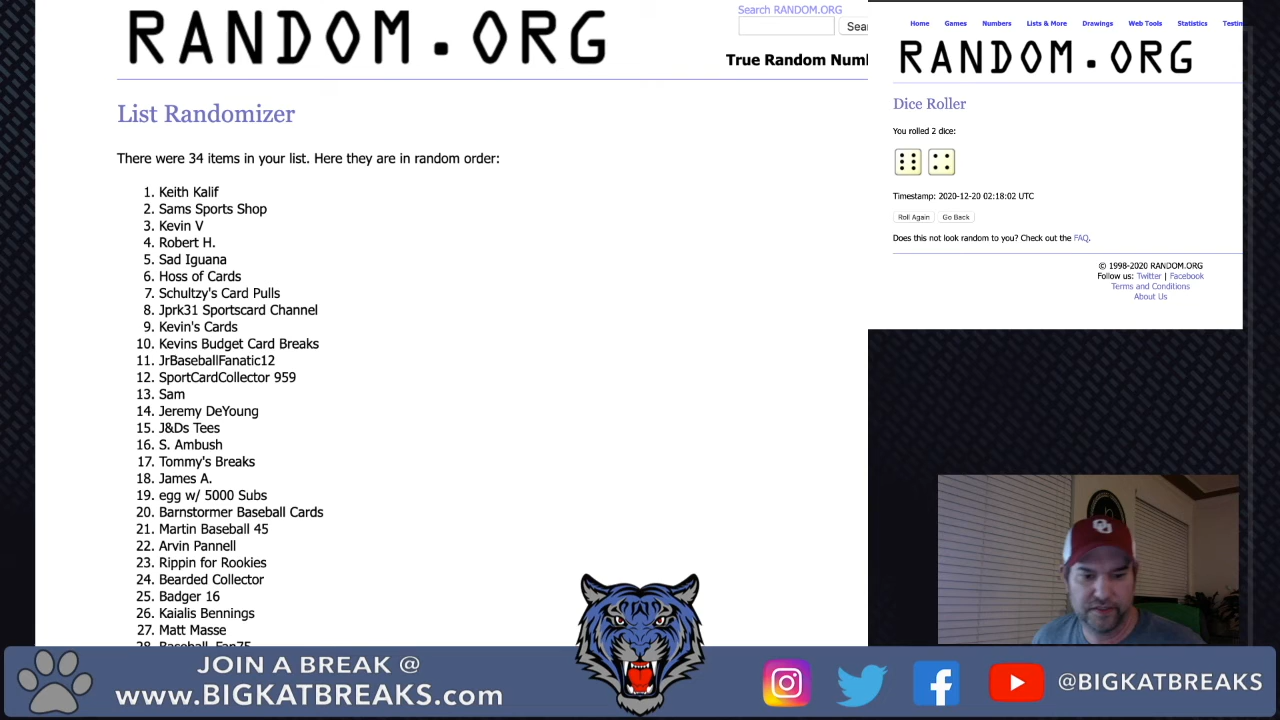 RANDOM.ORG
Search RANDOM.ORG
Sea
True Random Num
List Randomizer
There were 34 items in your list. Here they are in random order:
1. Keith Kalif
2. Sams Sports Shop
3. Kevin V
4. Robert H.
5. Sad Iguana
6. Hoss of Cards
7. Schultzy's Card Pulls
8. Jprk31 Sportscard Channel
9. Kevin's Cards
10. Kevins Budget Card Breaks
11. JrBaseballFanatic12
12. SportCardCollector 959
13. Sam
14. Jeremy DeYoung
15. J&Ds Tees
16. S. Ambush
17. Tommy's Breaks
18. James A.
19. egg w/ 5000 Subs
20. Barnstormer Baseball Cards
21. Martin Baseball 45
22. Arvin Pannell
23. Rippin for Rookies
24. Bearded Collector
25. Badger 16
26. Kaialis Bennings
27. Matt Masse
28. Baseball_Fan75
Home Games Numbers Lists & More Drawings Web Tools Statistics Testin
RANDOM.ORG
Dice Roller
You rolled 2 dice:
Timestamp: 2020-12-20 02:18:02 UTC
Roll Again Go Back
Does this not look random to you? Check out the FAQ.
© 1998-2020 RANDOM.ORG
Follow us: Twitter | Facebook
Terms and Conditions
About Us
OU
JOIN A BREAK @
www.BIGKATBREAKS.com
@BIGKATBREAKS